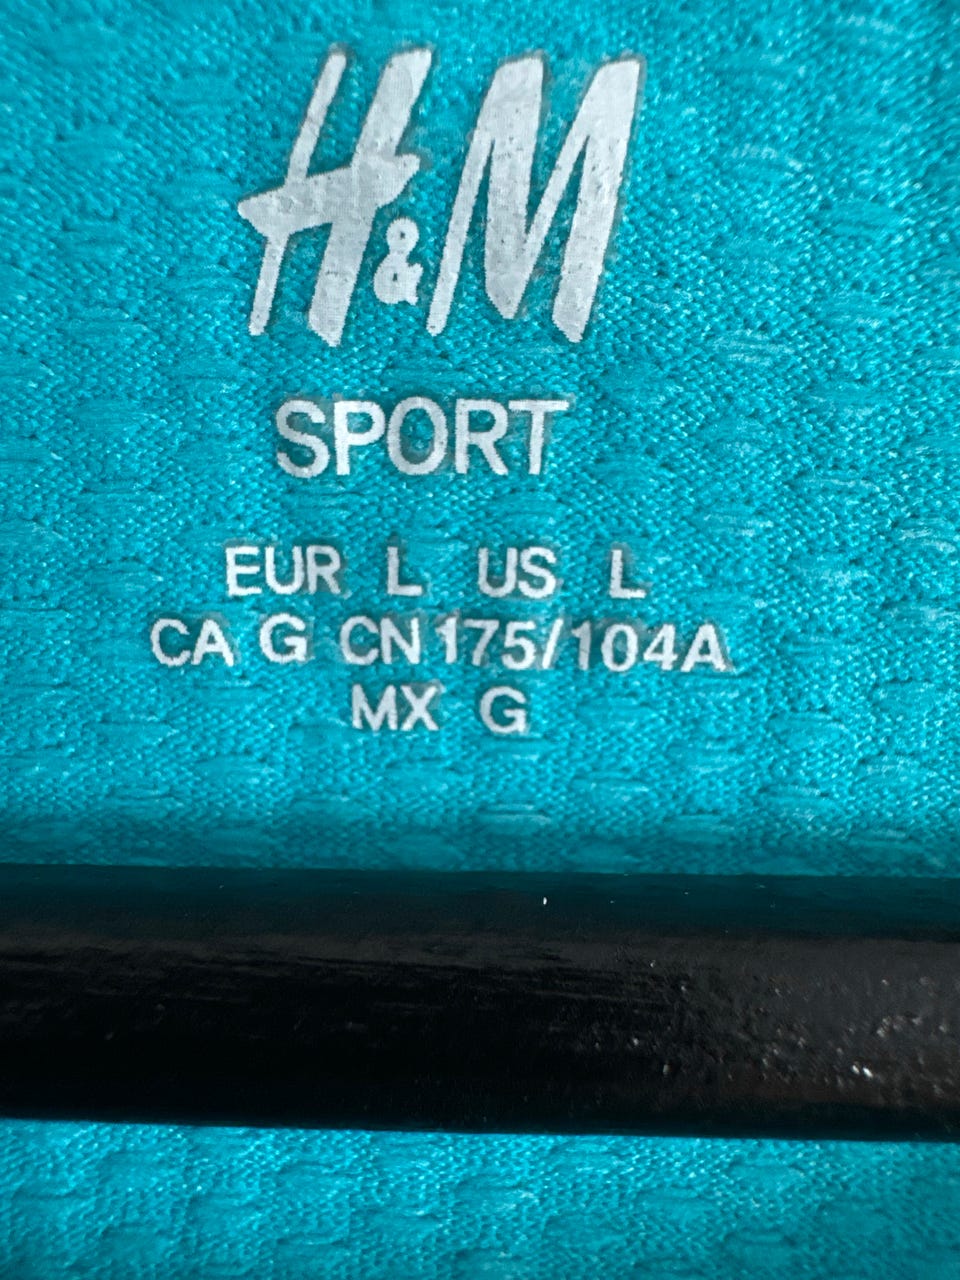 H&M
SPORT
EUR L US L
CA G CN 175/104A
MX G